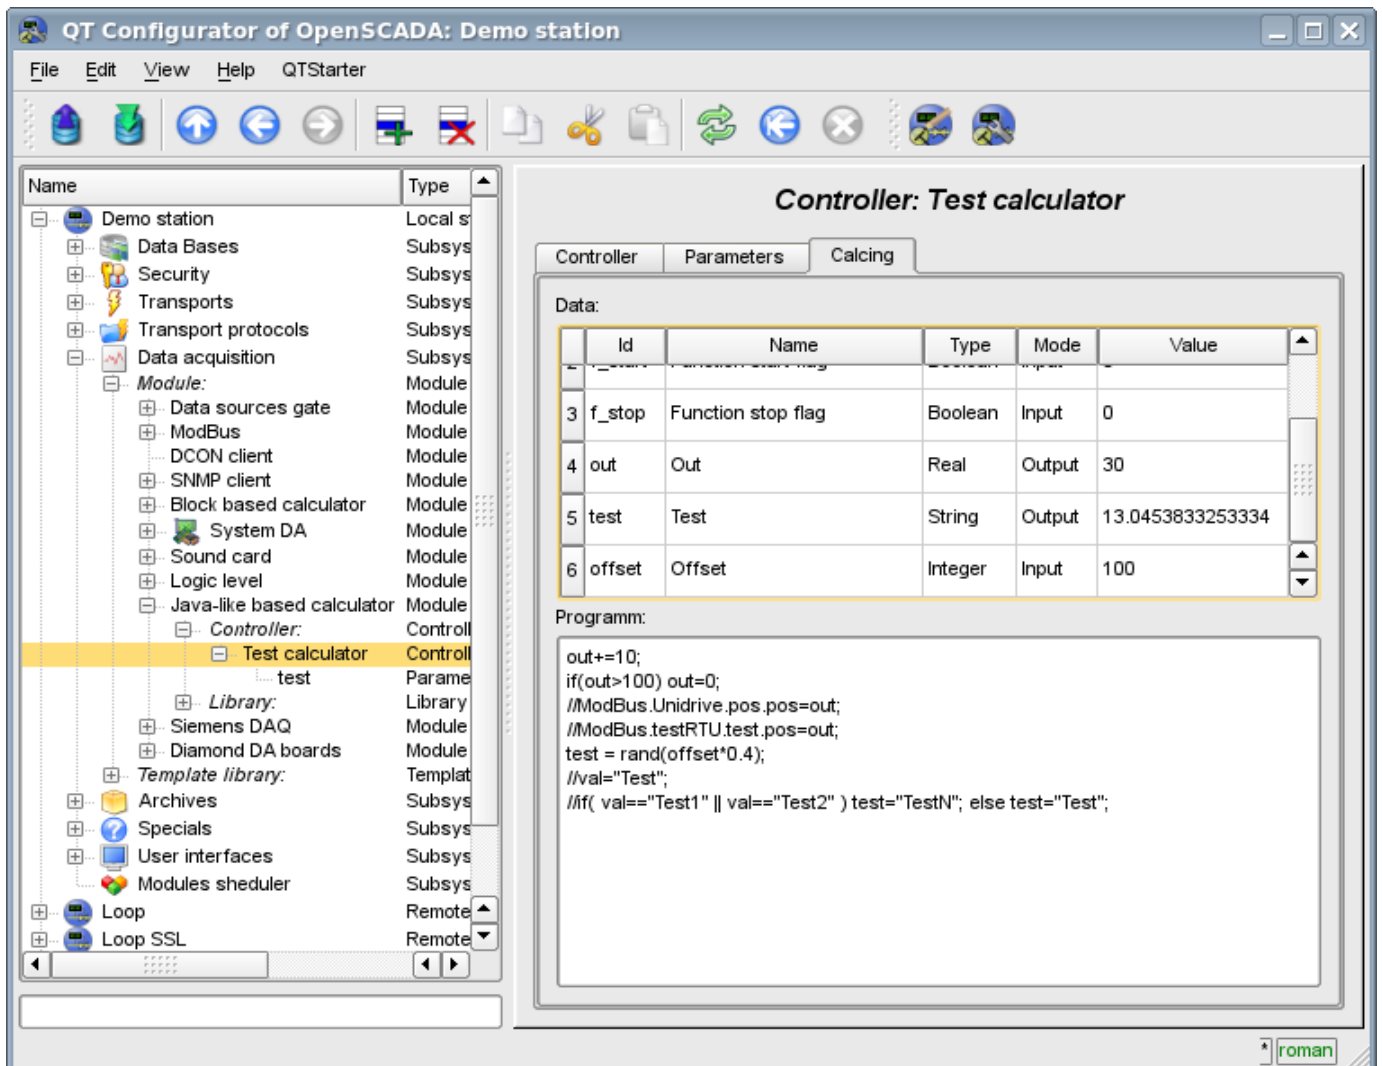 QT Configurator of OpenSCADA: Demo station
File Edit View Help QTStarter
Name Type
Demo station Local s
Data Bases Subsys
Security Subsys
Transports Subsys
Transport protocols Subsys
Data acquisition Subsys
Module: Module
Data sources gate Module
ModBus Module
DCON client Module
SNMP client Module
Block based calculator Module
System DA Module
Sound card Module
Logic level Module
Java-like based calculator Module
Controller: Controll
Test calculator Controll
test Parame
Library: Library
Siemens DAQ Module
Diamond DA boards Module
Template library: Templat
Archives Subsys
Specials Subsys
User interfaces Subsys
Modules sheduler Subsys
Loop Remote
Loop SSL Remote
Controller: Test calculator
Controller Parameters Calcing
Data:
Id Name Type Mode Value
3 f_stop Function stop flag Boolean Input 0
4 out Out Real Output 30
5 test Test String Output 13.0453833253334
6 offset Offset Integer Input 100
Programm:
out+=10;
if(out>100) out=0;
//ModBus.Unidrive.pos.pos=out;
//ModBus.testRTU.test.pos=out;
test = rand(offset*0.4);
//val="Test";
//if( val=="Test1" || val=="Test2" ) test="TestN"; else test="Test";
* roman